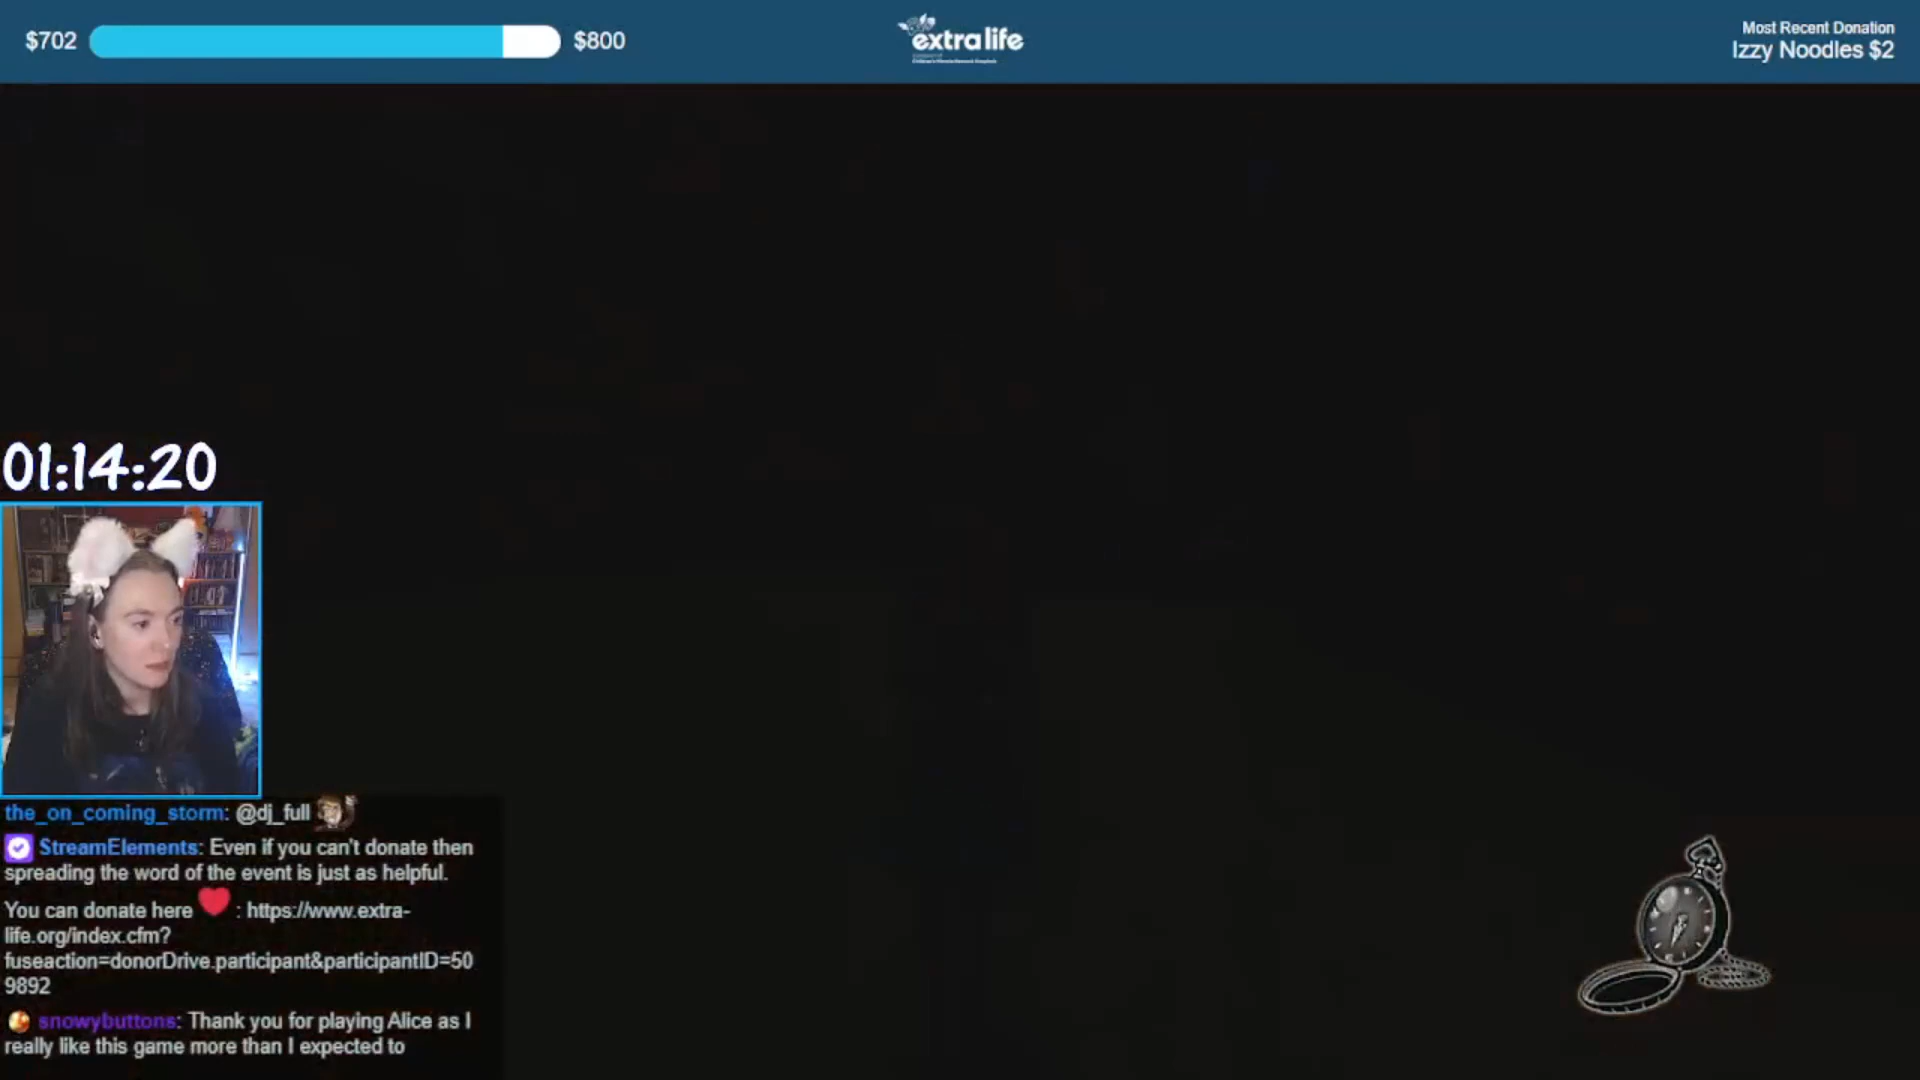 $702
$800
extralife
Most Recent Donation
Izzy Noodles $2
01:14:20
the_on_coming_storm: @dj_full
StreamElements: Even if you can't donate then
spreading the word of the event is just as helpful.
You can donate here : https://www.extra-
life.org/index.cfm?
fuseaction=donorDrive.participant&participantID=50
9892
snowybuttons: Thank you for playing Alice as I
really like this game more than I expected to